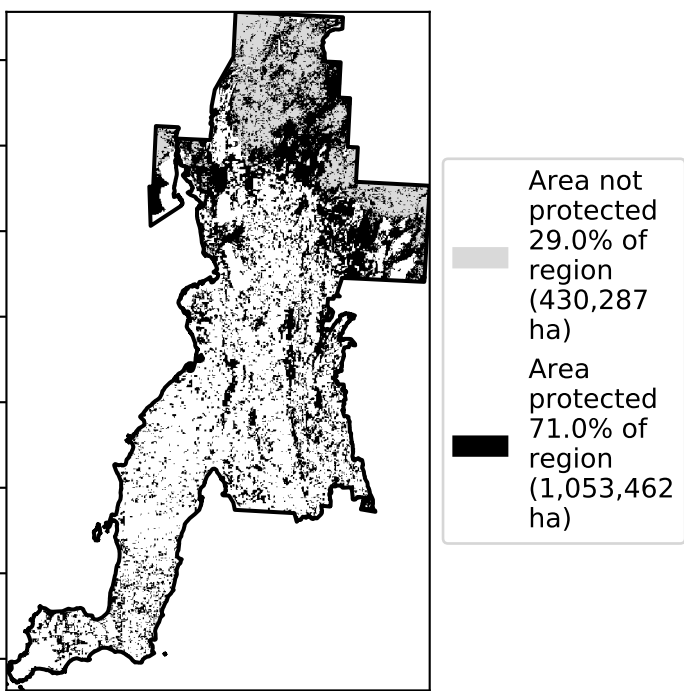 Area not
protected
29.0% of
region
(430,287
ha)
Area
protected
71.0% of
region
(1,053,462
ha)